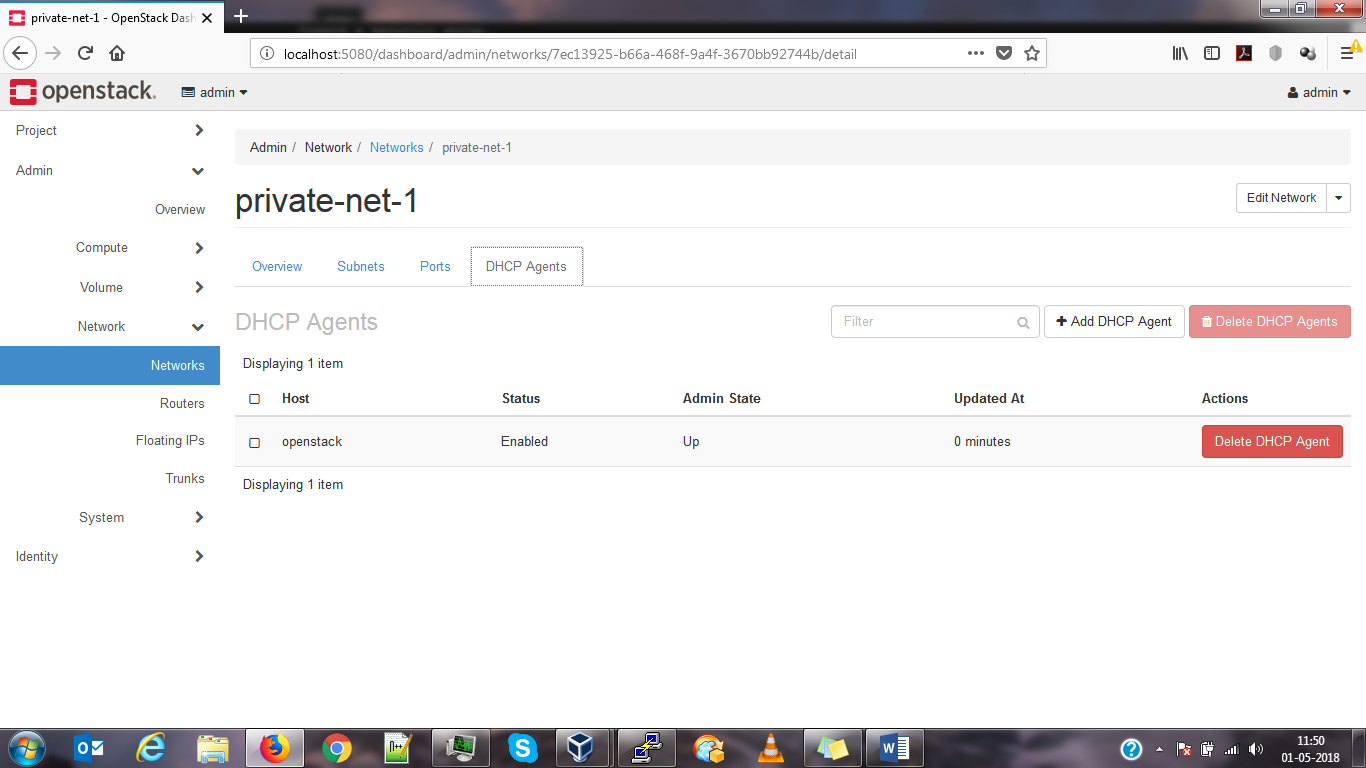 private-net-1 - OpenStack Dash
localhost:5080/dashboard/admin/networks/7ec13925-b66a-468f-9a4f-3670bb92744b/detail
openstack.
admin
admin
Project
Admin
Overview
Compute
Volume
Network
Networks
Routers
Floating IPs
Trunks
System
Identity
Admin / Network / Networks / private-net-1
private-net-1
Edit Network
Overview Subnets Ports DHCP Agents
DHCP Agents
Filter
Add DHCP Agent
Delete DHCP Agents
Displaying 1 item
Host Status Admin State Updated At Actions
openstack Enabled Up 0 minutes Delete DHCP Agent
Displaying 1 item
11:50
01-05-2018